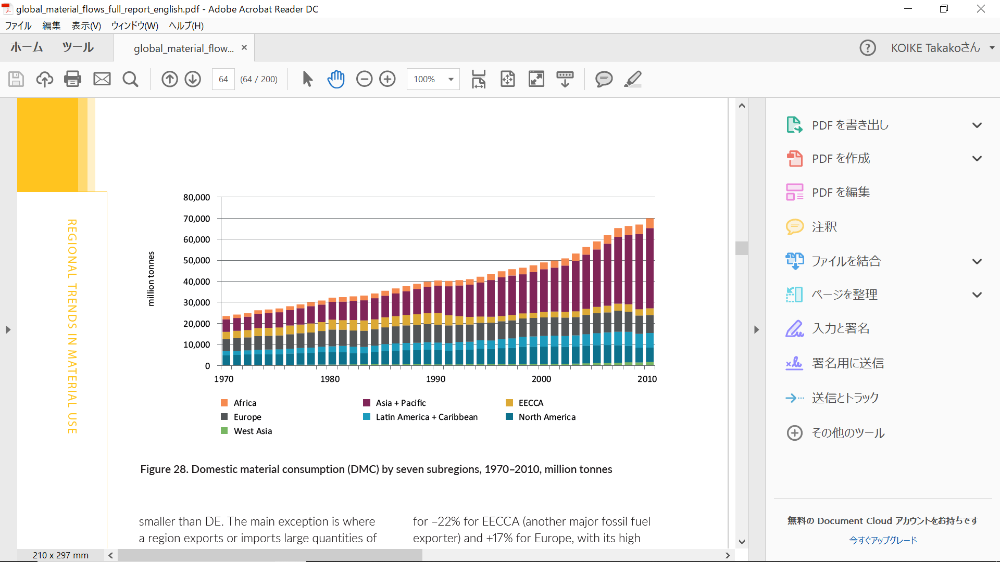 global_material_flows_full_report_english.pdf - Adobe Acrobat Reader DC
ファイル 編集 表示(V) ウィンドウ(W) ヘルプ(H)
ホーム ツール global_material_flow... × ? KOIKE Takakoさん
64 (64 / 200) 100%
REGIONAL TRENDS IN MATERIAL USE
million tonnes
80,000
70,000
60,000
50,000
40,000
30,000
20,000
10,000
0
1970 1980 1990 2000 2010
Africa Asia + Pacific EECCA
Europe Latin America + Caribbean North America
West Asia
Figure 28. Domestic material consumption (DMC) by seven subregions, 1970–2010, million tonnes
smaller than DE. The main exception is where
a region exports or imports large quantities of
for –22% for EECCA (another major fossil fuel
exporter) and +17% for Europe, with its high
210 x 297 mm
PDF を書き出し
PDF を作成
PDF を編集
注釈
ファイルを結合
ページを整理
入力と署名
署名用に送信
送信とトラック
その他のツール
無料の Document Cloud アカウントをお持ちです
今すぐアップグレード